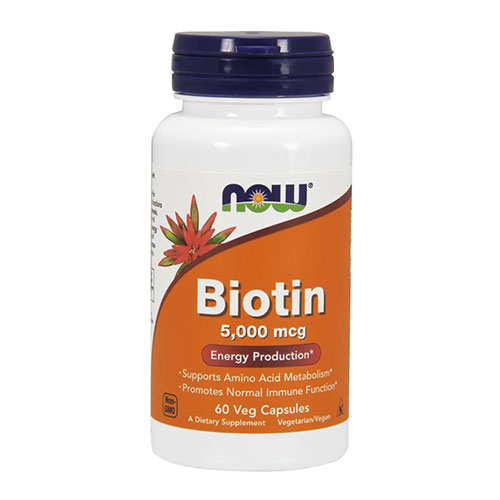 NOW®
Biotin
5,000 mcg
Energy Production*
•Supports Amino Acid Metabolism*
•Promotes Normal Immune Function*
Non-
GMO
60 Veg Capsules
A Dietary Supplement Vegetarian/Vegan